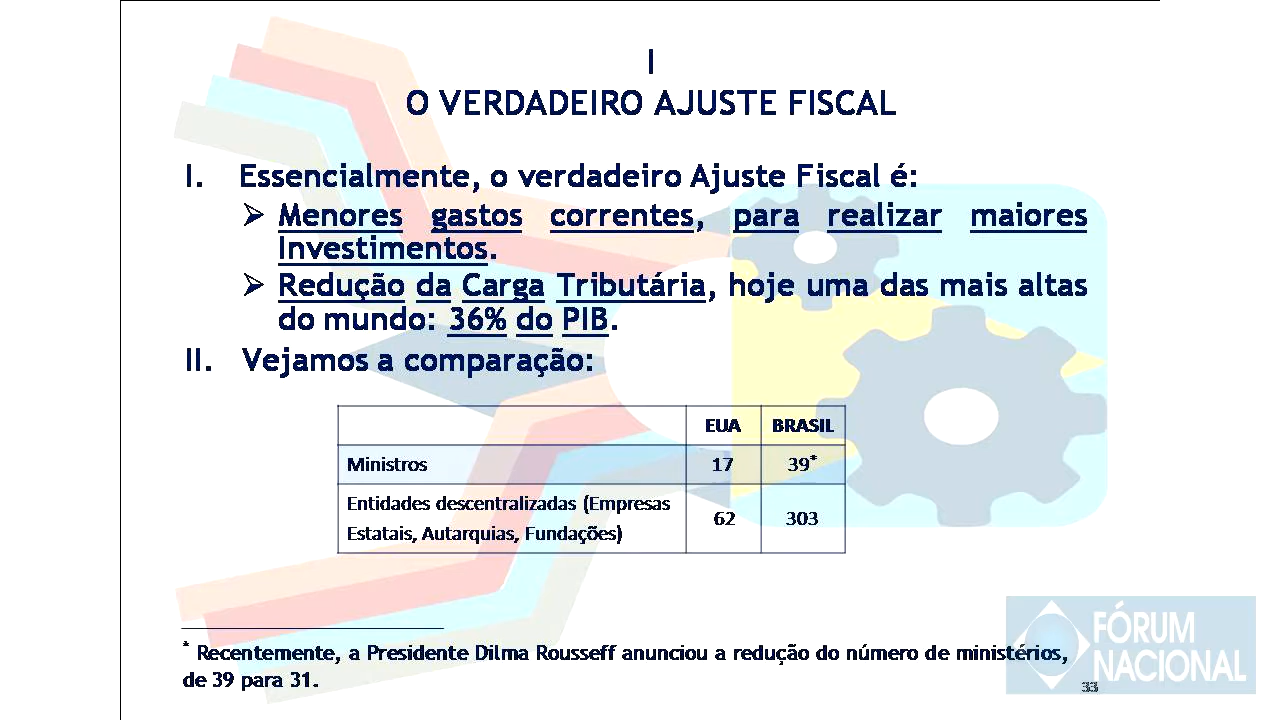 I
O VERDADEIRO AJUSTE FISCAL
I. Essencialmente, o verdadeiro Ajuste Fiscal é:
➢ Menores gastos correntes, para realizar maiores
Investimentos.
➢ Redução da Carga Tributária, hoje uma das mais altas
do mundo: 36% do PIB.
II. Vejamos a comparação:
EUA BRASIL
Ministros 17 39*
Entidades descentralizadas (Empresas
Estatais, Autarquias, Fundações) 62 303
* Recentemente, a Presidente Dilma Rousseff anunciou a redução do número de ministérios,
de 39 para 31.
FÓRUM
NACIONAL
33